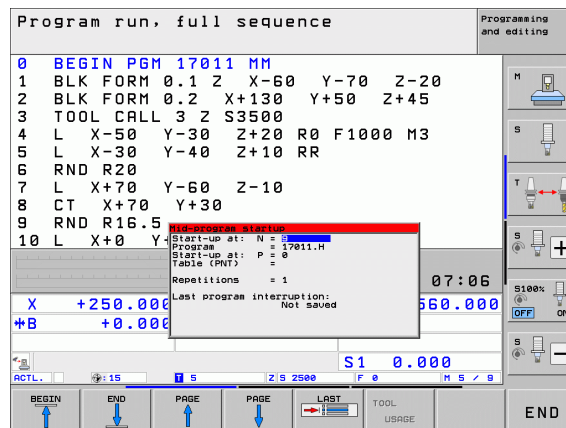 Program run, full sequence
Programming and editing
0 BEGIN PGM 17011 MM
1 BLK FORM 0.1 Z X-60 Y-70 Z-20
2 BLK FORM 0.2 X+130 Y+50 Z+45
3 TOOL CALL 3 Z S3500
4 L X-50 Y-30 Z+20 R0 F1000 M3
5 L X-30 Y-40 Z+10 RR
6 RND R20
7 L X+70 Y-60 Z-10
8 CT X+70 Y+30
9 RND R16.5
10 L X+0 Y+
Mid-program startup
Start-up at: N =
Program = 17011.H
Start-up at: P = 0
Table (PNT) =
Repetitions = 1
Last program interruption:
Not saved
07:06
X +250.000
560.000
B +0.000
S1 0.000
ACTL. : 15 T 5 Z S 2500 F 0 M 5 / 9
M
S
T
S
S100%
OFF ON
S
BEGIN
END
PAGE
PAGE
LAST
TOOL USAGE
END